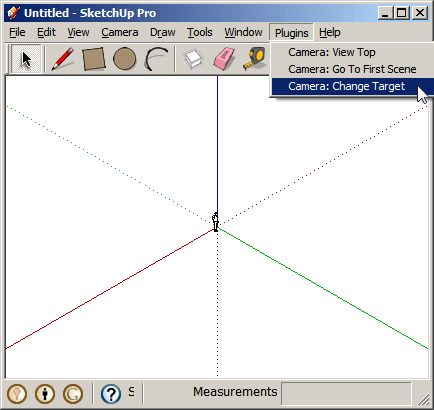 Untitled - SketchUp Pro
File Edit View Camera Draw Tools Window Plugins Help
Camera: View Top
Camera: Go To First Scene
Camera: Change Target
S Measurements